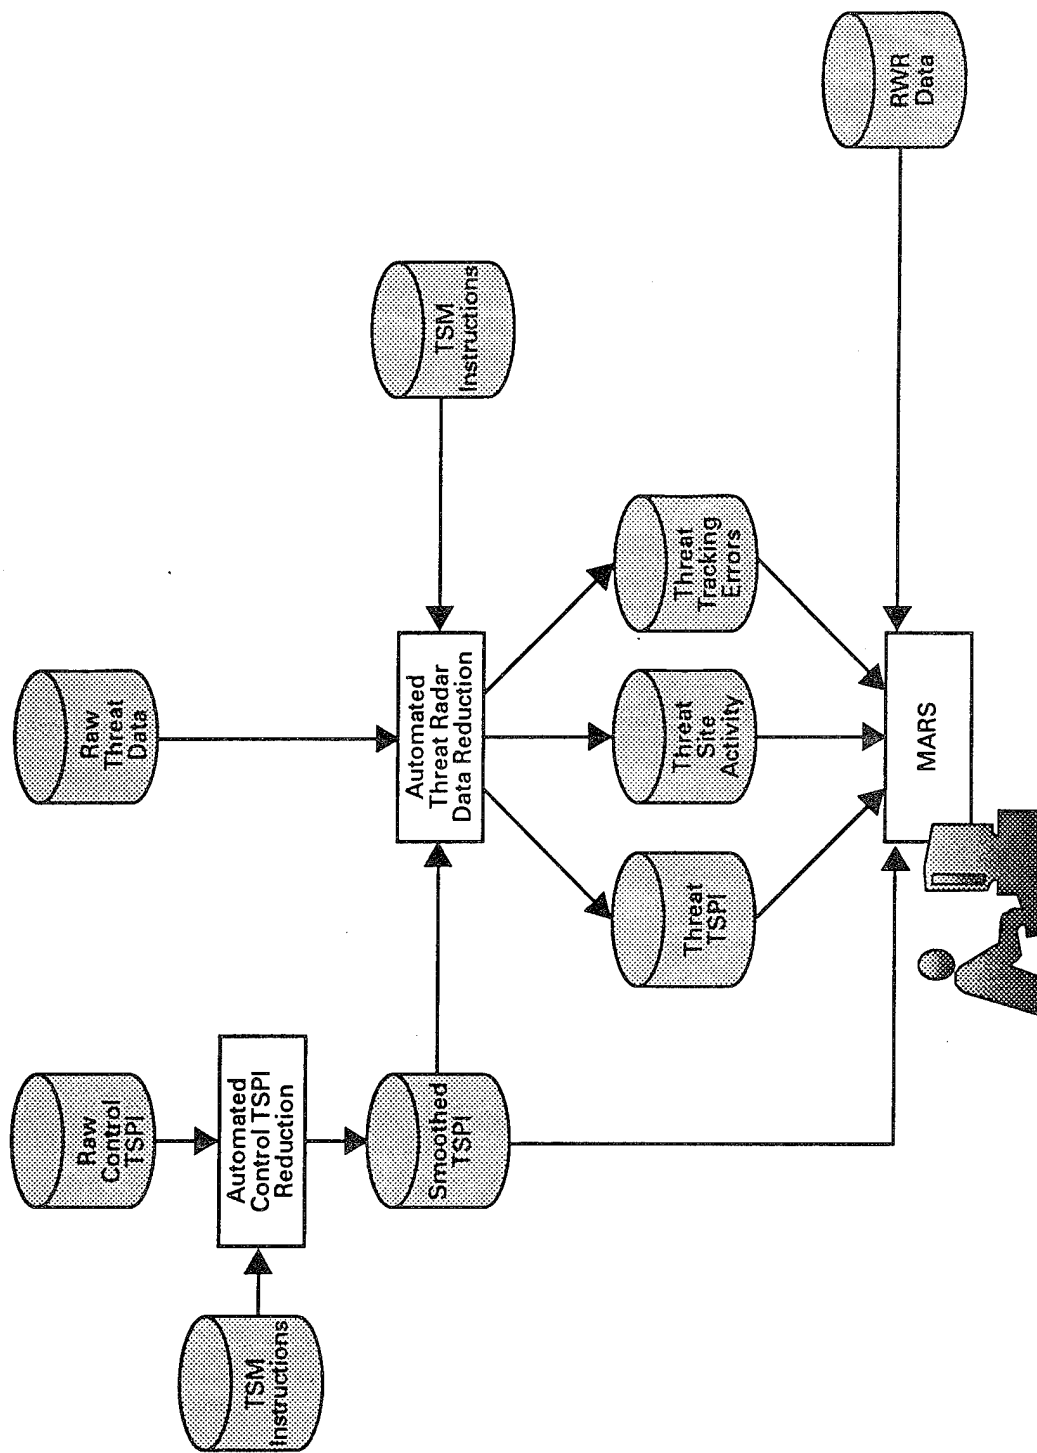 Raw
Control
TSPI
Raw
Threat
Data
TSM
Instructions
Automated
Control TSPI
Reduction
Smoothed
TSPI
Automated
Threat Radar
Data Reduction
TSM
Instructions
Threat
TSPI
Threat
Site
Activity
Threat
Tracking
Errors
MARS
RWR
Data